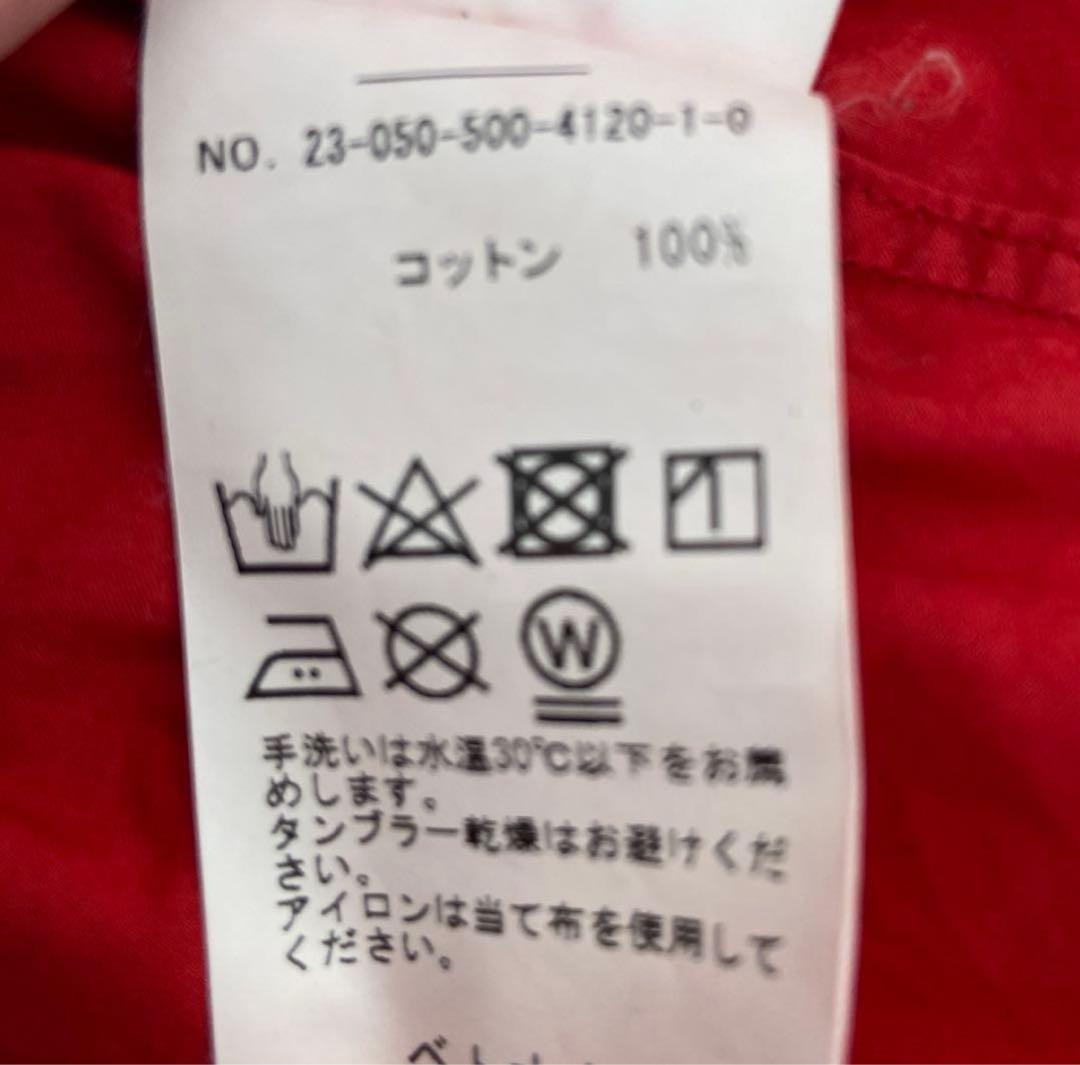 NO. 23-050-500-4120-1-0
コットン 100%
W
手洗いは水温30℃以下をお薦
めします。
タンブラー乾燥はお避けくだ
さい。
アイロンは当て布を使用して
ください。